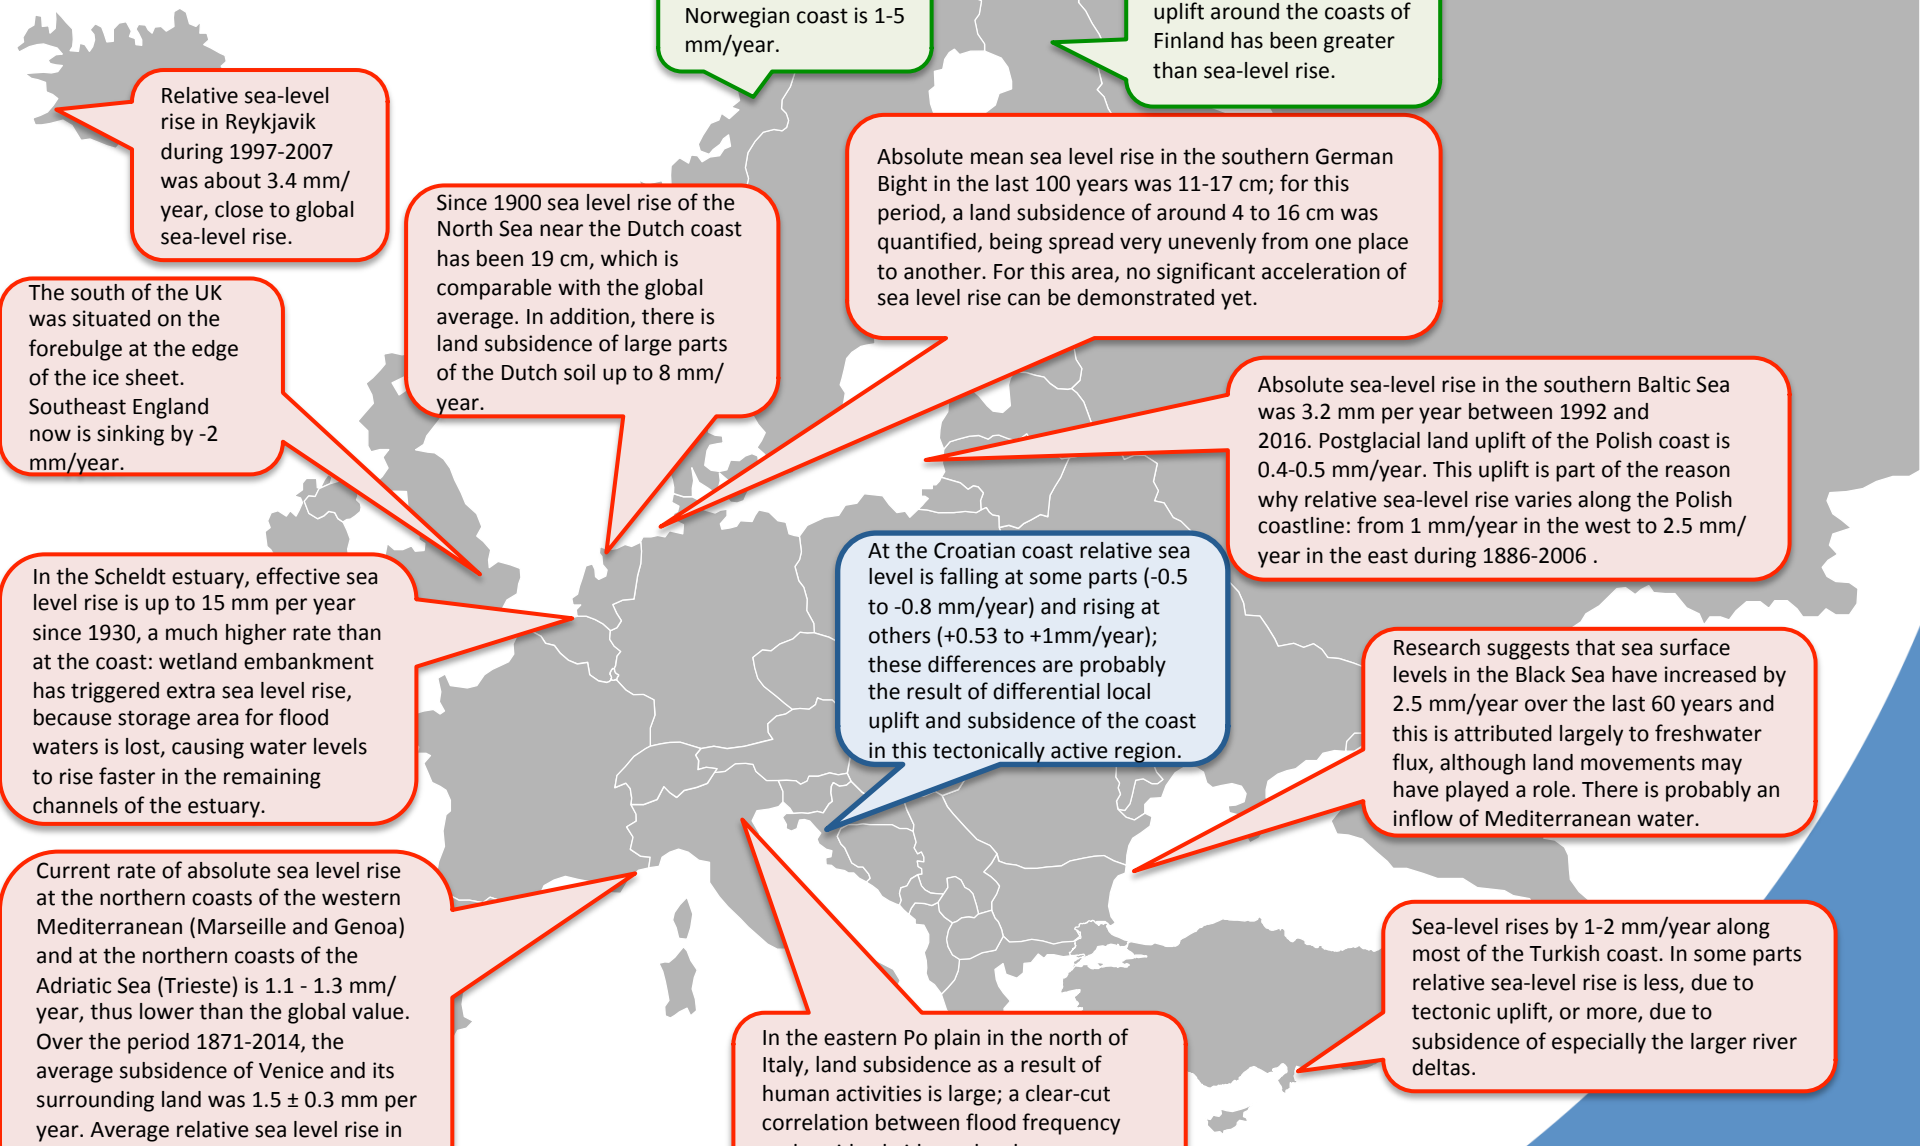 Norwegian coast is 1-5
mm/year.
uplift around the coasts of
Finland has been greater
than sea-level rise.
Relative sea-level
rise in Reykjavik
during 1997-2007
was about 3.4 mm/
year, close to global
sea-level rise.
Since 1900 sea level rise of the
North Sea near the Dutch coast
has been 19 cm, which is
comparable with the global
average. In addition, there is
land subsidence of large parts
of the Dutch soil up to 8 mm/
year.
Absolute mean sea level rise in the southern German
Bight in the last 100 years was 11-17 cm; for this
period, a land subsidence of around 4 to 16 cm was
quantified, being spread very unevenly from one place
to another. For this area, no significant acceleration of
sea level rise can be demonstrated yet.
The south of the UK
was situated on the
forebulge at the edge
of the ice sheet.
Southeast England
now is sinking by -2
mm/year.
Absolute sea-level rise in the southern Baltic Sea
was 3.2 mm per year between 1992 and
2016. Postglacial land uplift of the Polish coast is
0.4-0.5 mm/year. This uplift is part of the reason
why relative sea-level rise varies along the Polish
coastline: from 1 mm/year in the west to 2.5 mm/
year in the east during 1886-2006 .
At the Croatian coast relative sea
level is falling at some parts (-0.5
to -0.8 mm/year) and rising at
others (+0.53 to +1mm/year);
these differences are probably
the result of differential local
uplift and subsidence of the coast
in this tectonically active region.
In the Scheldt estuary, effective sea
level rise is up to 15 mm per year
since 1930, a much higher rate than
at the coast: wetland embankment
has triggered extra sea level rise,
because storage area for flood
waters is lost, causing water levels
to rise faster in the remaining
channels of the estuary.
Research suggests that sea surface
levels in the Black Sea have increased by
2.5 mm/year over the last 60 years and
this is attributed largely to freshwater
flux, although land movements may
have played a role. There is probably an
inflow of Mediterranean water.
Current rate of absolute sea level rise
at the northern coasts of the western
Mediterranean (Marseille and Genoa)
and at the northern coasts of the
Adriatic Sea (Trieste) is 1.1 - 1.3 mm/
year, thus lower than the global value.
Over the period 1871-2014, the
average subsidence of Venice and its
surrounding land was 1.5 ± 0.3 mm per
year. Average relative sea level rise in
Sea-level rises by 1-2 mm/year along
most of the Turkish coast. In some parts
relative sea-level rise is less, due to
tectonic uplift, or more, due to
subsidence of especially the larger river
deltas.
In the eastern Po plain in the north of
Italy, land subsidence as a result of
human activities is large; a clear-cut
correlation between flood frequency